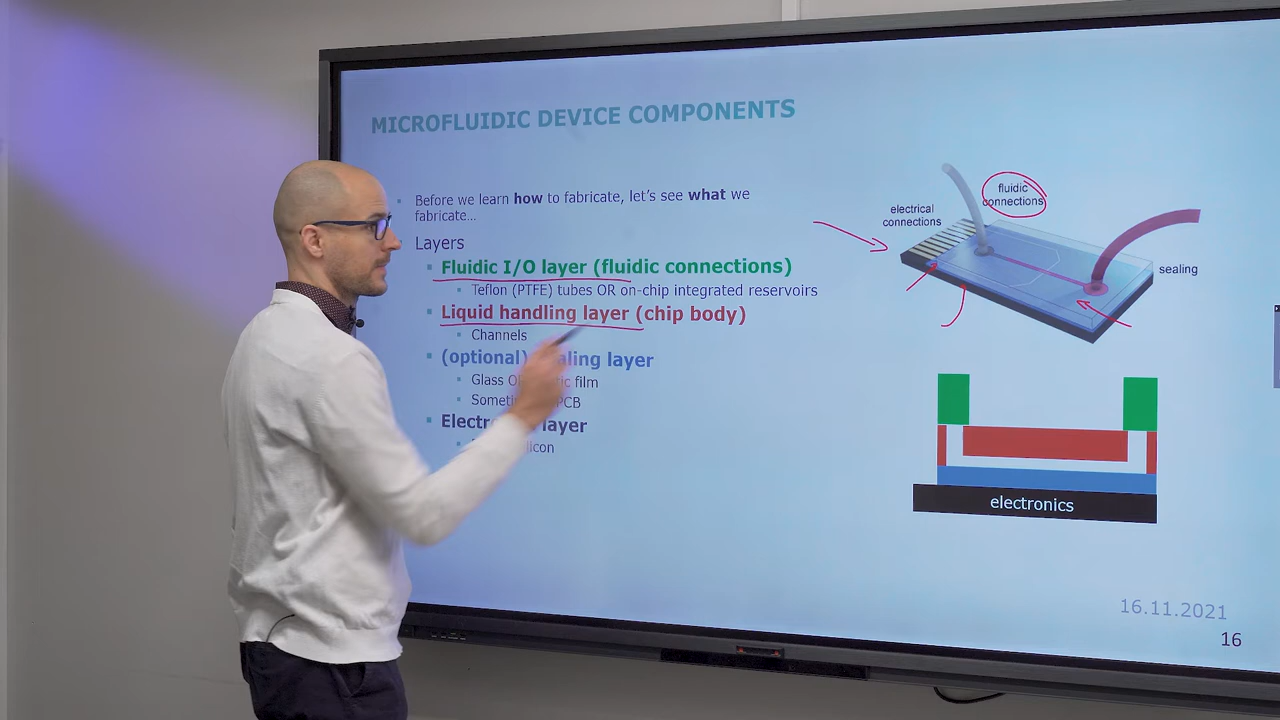 MICROFLUIDIC DEVICE COMPONENTS
Before we learn how to fabricate, let's see what we
fabricate...
Layers
Fluidic I/O layer (fluidic connections)
Teflon (PTFE) tubes OR on-chip integrated reservoirs
Liquid handling layer (chip body)
Channels
(optional) layer
Glass film
PCB
layer
fluidic
connections
electrical
connections
sealing
electronics
16.11.2021
16